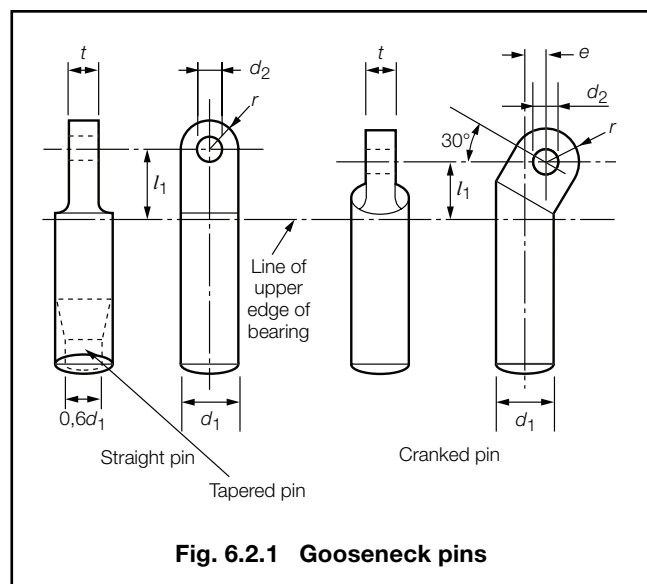 t
d2
r
l1
0,6d1
d1
Straight pin
Tapered pin
Line of
upper
edge of
bearing
t
e
d2
r
30°
l1
d1
Cranked pin
Fig. 6.2.1 Gooseneck pins